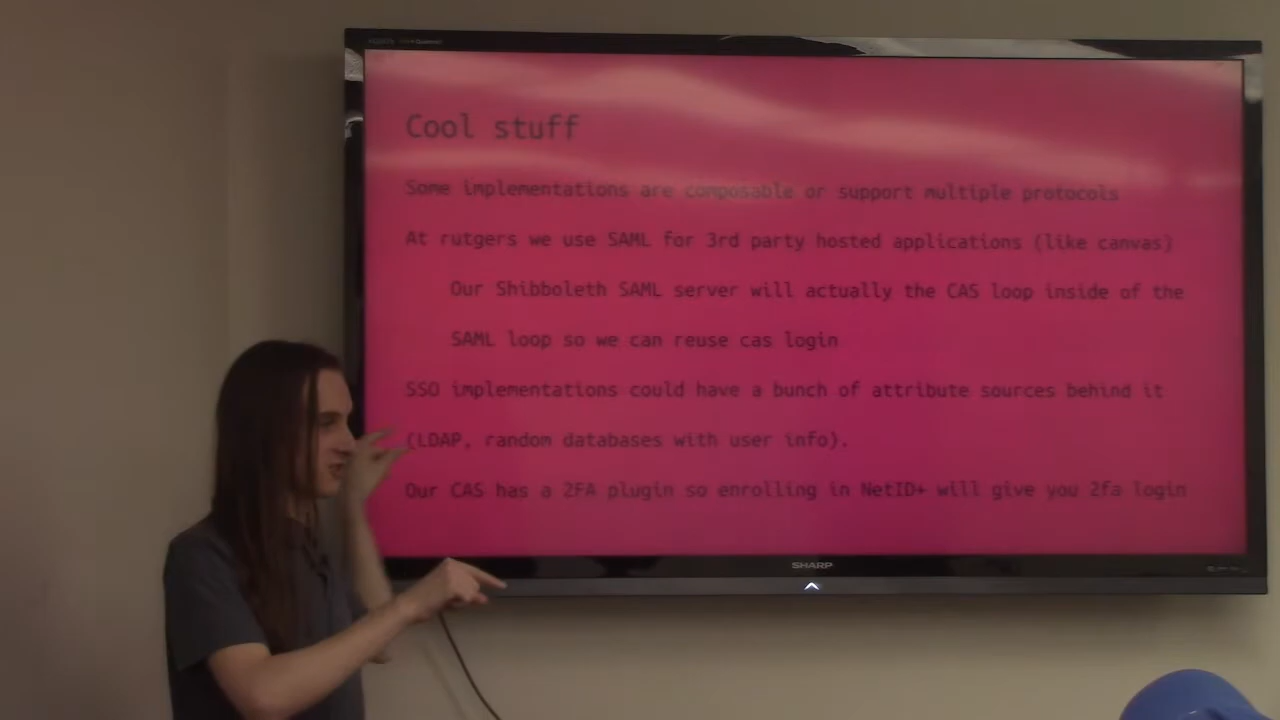 Cool stuff
Some implementations are composable or support multiple protocols
At rutgers we use SAML for 3rd party hosted applications (like canvas)
Our Shibboleth SAML server will actually the CAS loop inside of the
SAML loop so we can reuse cas login
SSO implementations could have a bunch of attribute sources behind it
(LDAP, random databases with user info).
Our CAS has a 2FA plugin so enrolling in NetID+ will give you 2fa login
SHARP